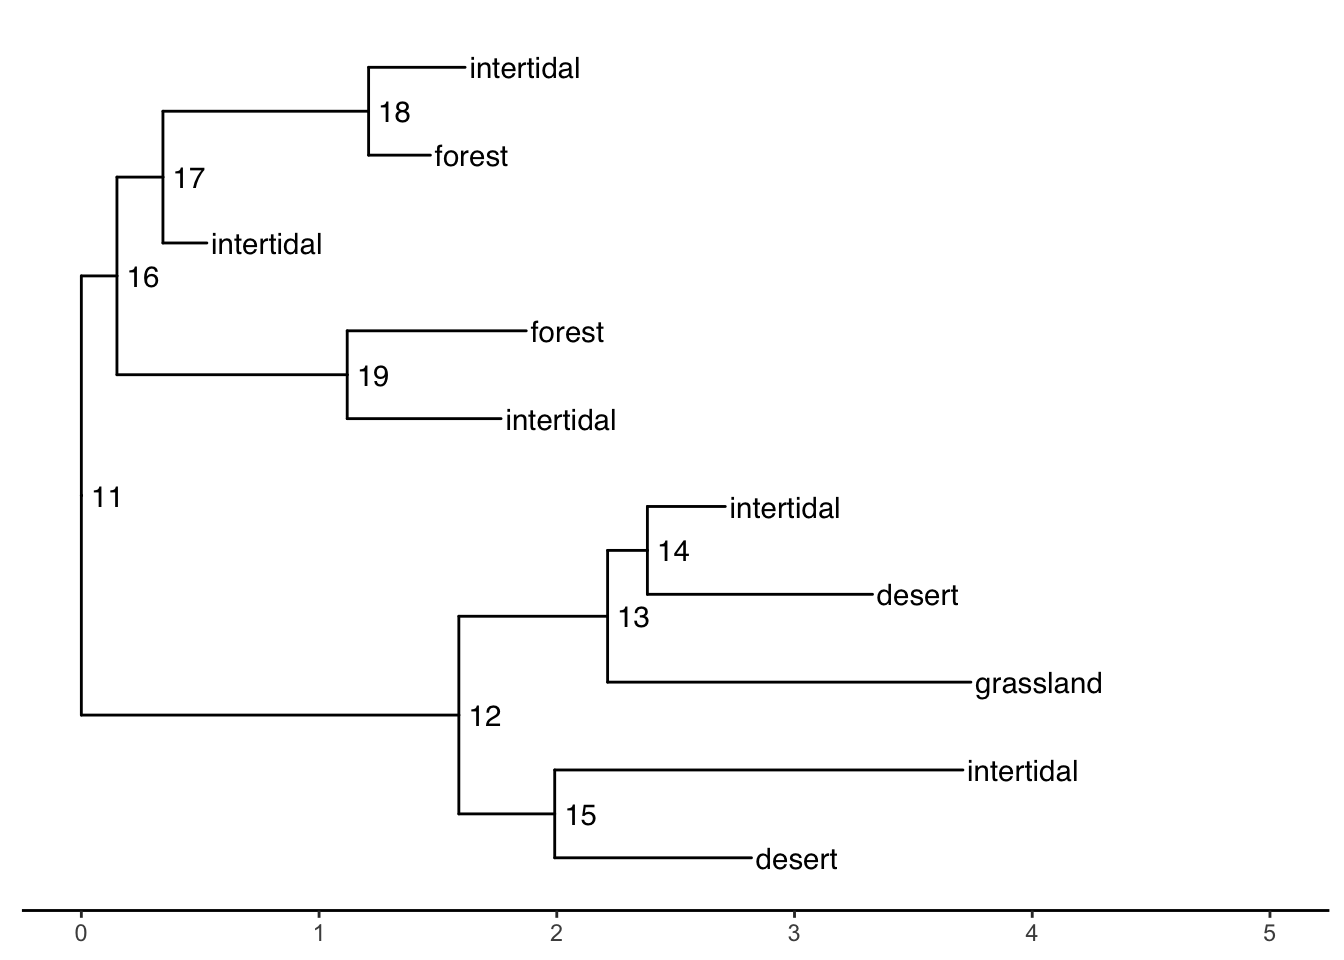 intertidal
18
forest
17
intertidal
16
forest
19
intertidal
11
intertidal
14
desert
13
grassland
12
intertidal
15
desert
0 1 2 3 4 5